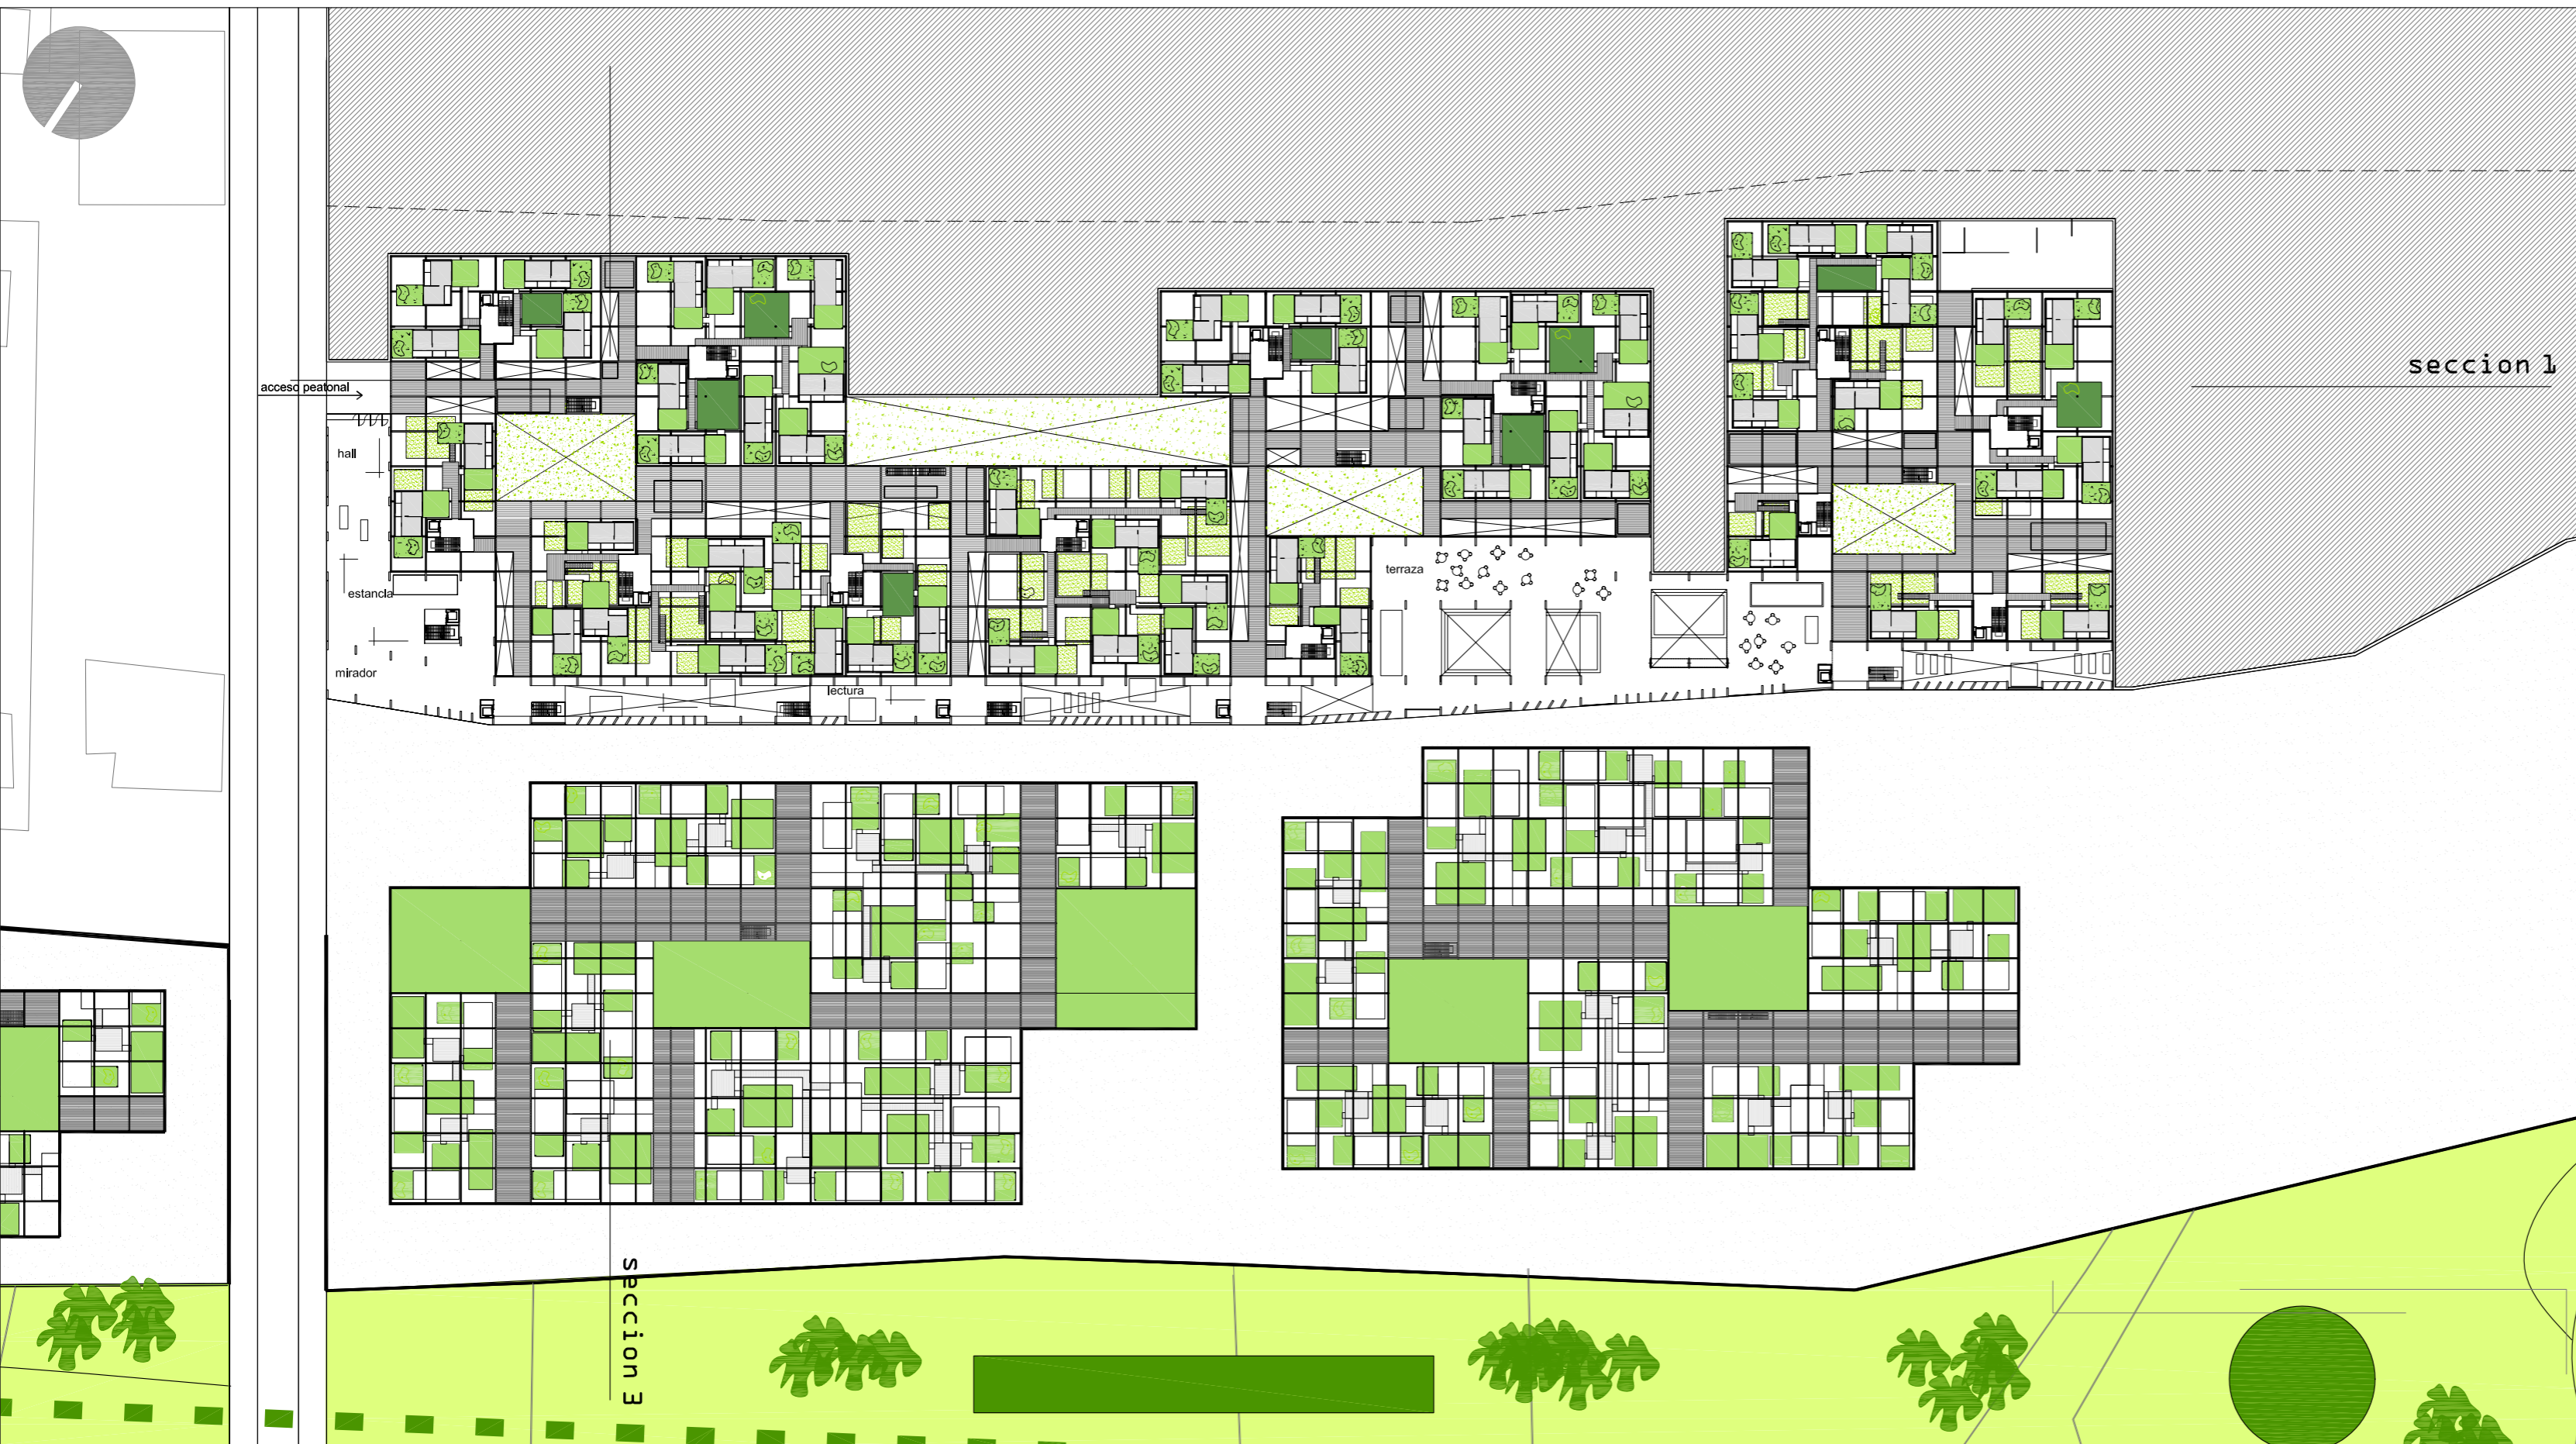 seccion 1
acceso peatonal
hall
terraza
estancia
mirador
lectura
seccion 3